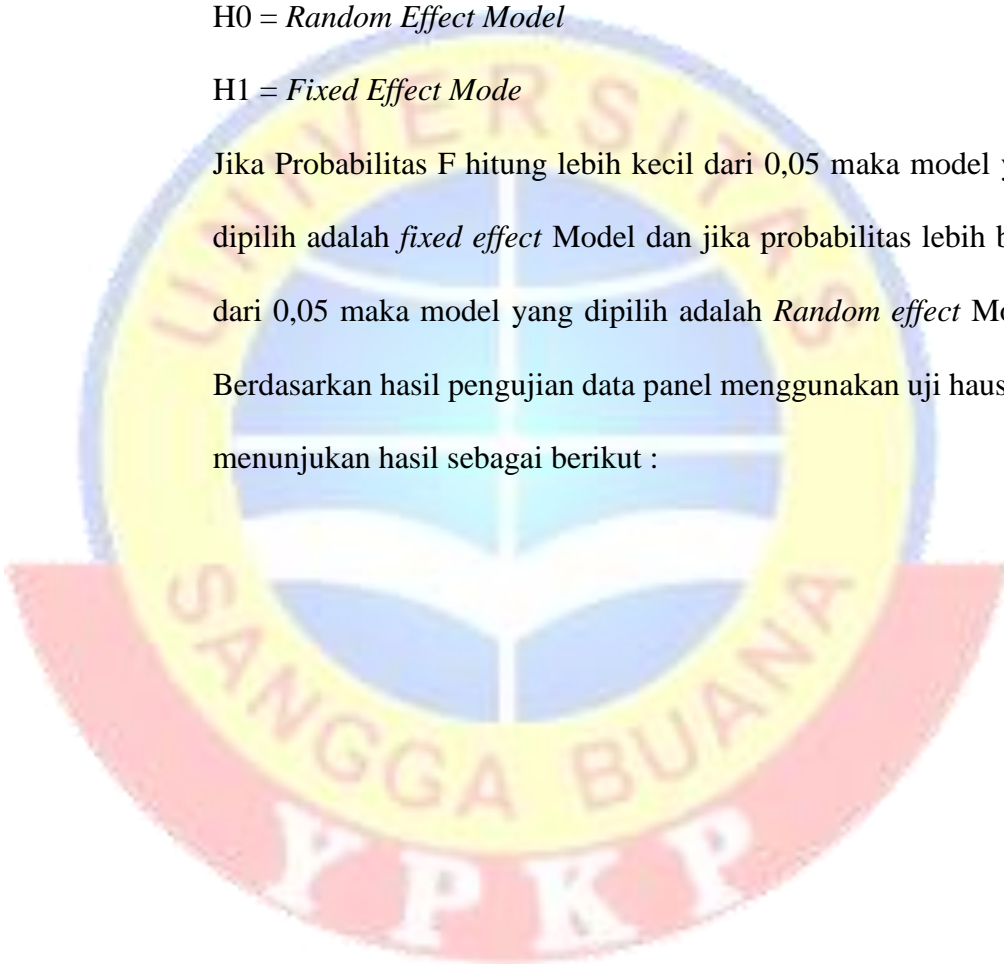 H0 = Random Effect Model
H1 = Fixed Effect Mode
Jika Probabilitas F hitung lebih kecil dari 0,05 maka model
dipilih adalah fixed effect Model dan jika probabilitas lebih
dari 0,05 maka model yang dipilih adalah Random effect
Berdasarkan hasil pengujian data panel menggunakan uji
menunjukan hasil sebagai berikut :
UNIVERSITAS
SANGGA BUANA
YPKP